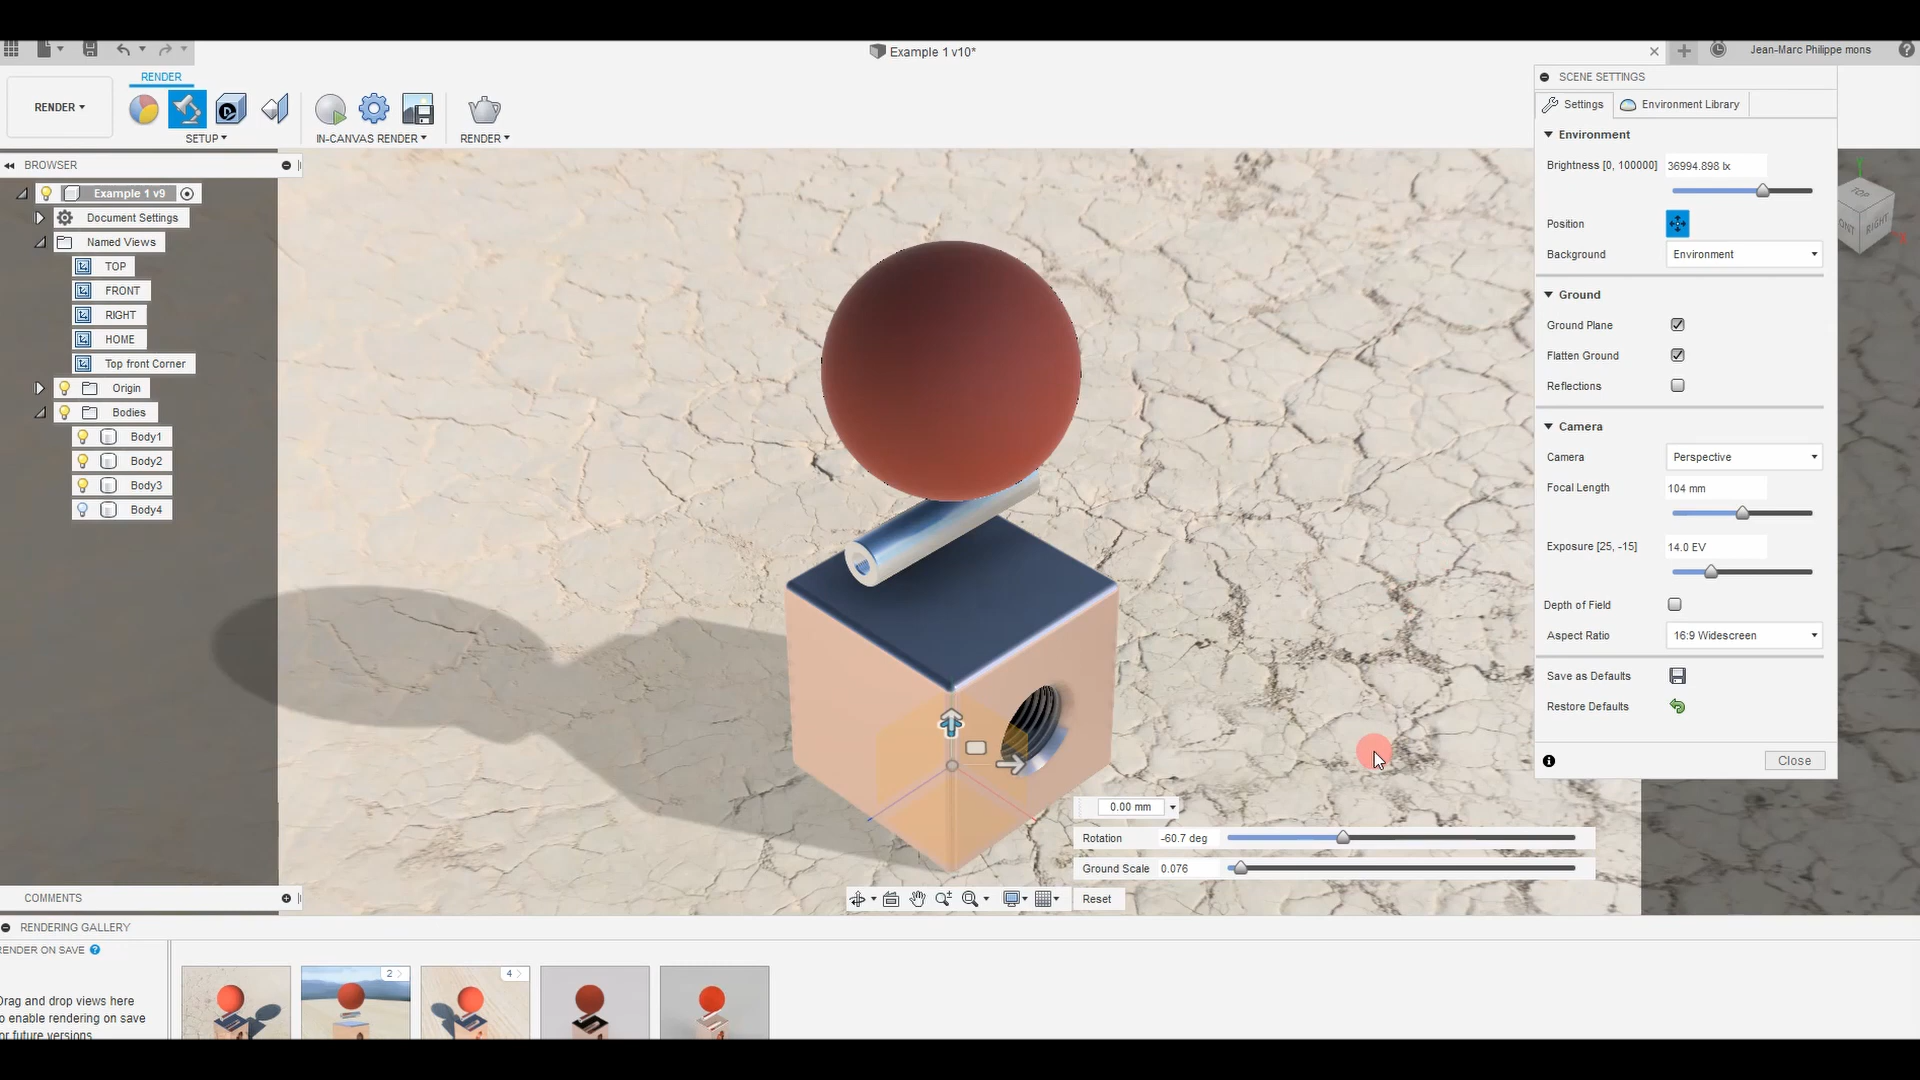 Example 1 v10*
Jean-Marc Philippe mons
RENDER
RENDER
SETUP
IN-CANVAS RENDER
RENDER
BROWSER
Example 1 v9
Document Settings
Named Views
TOP
FRONT
RIGHT
HOME
Top front Corner
Origin
Bodies
Body1
Body2
Body3
Body4
SCENE SETTINGS
Settings
Environment Library
Environment
Brightness [0, 100000] 36994.898 lx
Position
Background Environment
Ground
Ground Plane
Flatten Ground
Reflections
Camera
Camera Perspective
Focal Length 104 mm
Exposure [25, -15] 14.0 EV
Depth of Field
Aspect Ratio 16:9 Widescreen
Save as Defaults
Restore Defaults
Close
TOP
ONT
RIGHT
0.00 mm
Rotation -60.7 deg
Ground Scale 0.076
Reset
COMMENTS
RENDERING GALLERY
ENDER ON SAVE
Drag and drop views here
o enable rendering on save
or future versions.
2
4